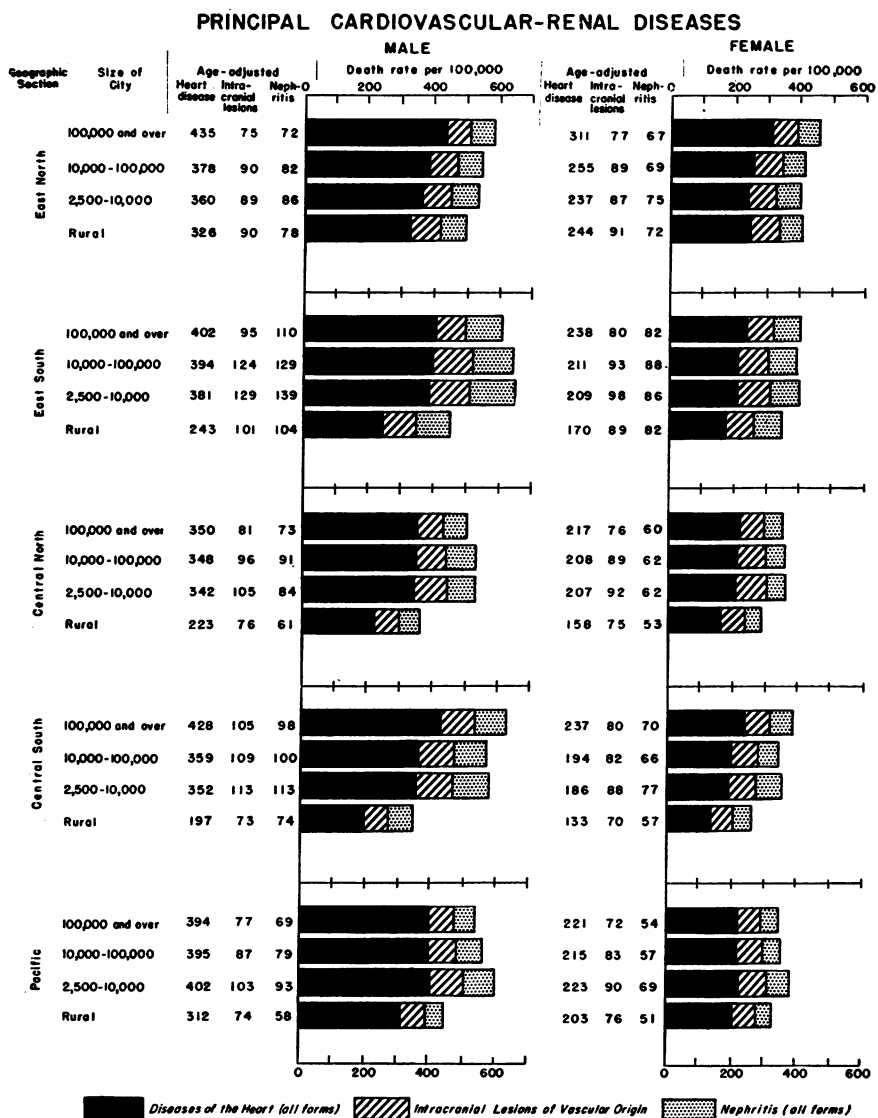 PRINCIPAL CARDIOVASCULAR-RENAL DISEASES
MALE FEMALE
Geographic Section Size of City Age-adjusted Death rate per 100,000 Age-adjusted Death rate per 100,000
Heart disease Intra-cranial lesions Neph-ritis Heart disease Intra-cranial lesions Neph-ritis
0 200 400 600 0 200 400 600
East North
100,000 and over 435 75 72 311 77 67
10,000-100,000 378 90 82 255 89 69
2,500-10,000 360 89 86 237 87 75
Rural 326 90 78 244 91 72
East South
100,000 and over 402 95 110 238 80 82
10,000-100,000 394 124 129 211 93 88
2,500-10,000 381 129 139 209 98 86
Rural 243 101 104 170 89 82
Central North
100,000 and over 350 81 73 217 76 60
10,000-100,000 348 96 91 208 89 62
2,500-10,000 342 105 84 207 92 62
Rural 223 76 61 158 75 53
Central South
100,000 and over 428 105 98 237 80 70
10,000-100,000 359 109 100 194 82 66
2,500-10,000 352 113 113 186 88 77
Rural 197 73 74 133 70 57
Pacific
100,000 and over 394 77 69 221 72 54
10,000-100,000 395 87 79 215 83 57
2,500-10,000 402 103 93 223 90 69
Rural 312 74 58 203 76 51
0 200 400 600 0 200 400 600
Diseases of the Heart (all forms) Intracranial Lesions of Vascular Origin Nephritis (all forms)